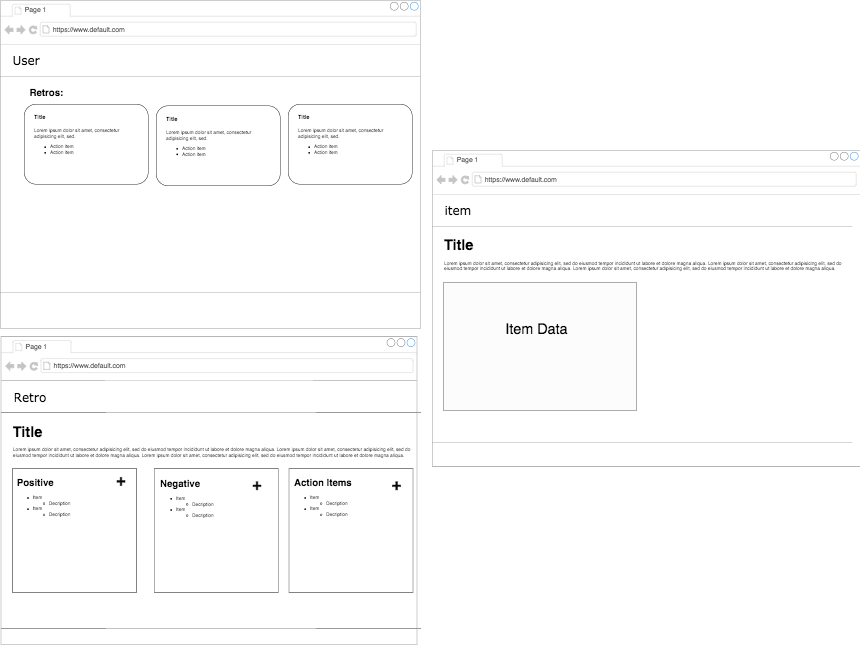 Page 1
https://www.default.com
User
Retros:
Title
Lorem ipsum dolor sit amet, consectetur
adipisicing elit, sed.
Action item
Action item
Title
Lorem ipsum dolor sit amet, consectetur
adipisicing elit, sed.
Action item
Action item
Title
Lorem ipsum dolor sit amet, consectetur
adipisicing elit, sed.
Action item
Action item
Page 1
https://www.default.com
item
Title
Lorem ipsum dolor sit amet, consectetur adipisicing elit, sed do eiusmod tempor incididunt ut labore et dolore magna aliqua. Lorem ipsum dolor sit amet, consectetur adipisicing elit, sed do
eiusmod tempor incididunt ut labore et dolore magna aliqua. Lorem ipsum dolor sit amet, consectetur adipisicing elit, sed do eiusmod tempor incididunt ut labore et dolore magna aliqua.
Item Data
Page 1
https://www.default.com
Retro
Title
Lorem ipsum dolor sit amet, consectetur adipisicing elit, sed do eiusmod tempor incididunt ut labore et dolore magna aliqua. Lorem ipsum dolor sit amet, consectetur adipisicing elit, sed do
eiusmod tempor incididunt ut labore et dolore magna aliqua. Lorem ipsum dolor sit amet, consectetur adipisicing elit, sed do eiusmod tempor incididunt ut labore et dolore magna aliqua.
Positive
Item
Decription
Item
Decription
Negative
Item
Decription
Item
Decription
Action Items
Item
Decription
Item
Decription